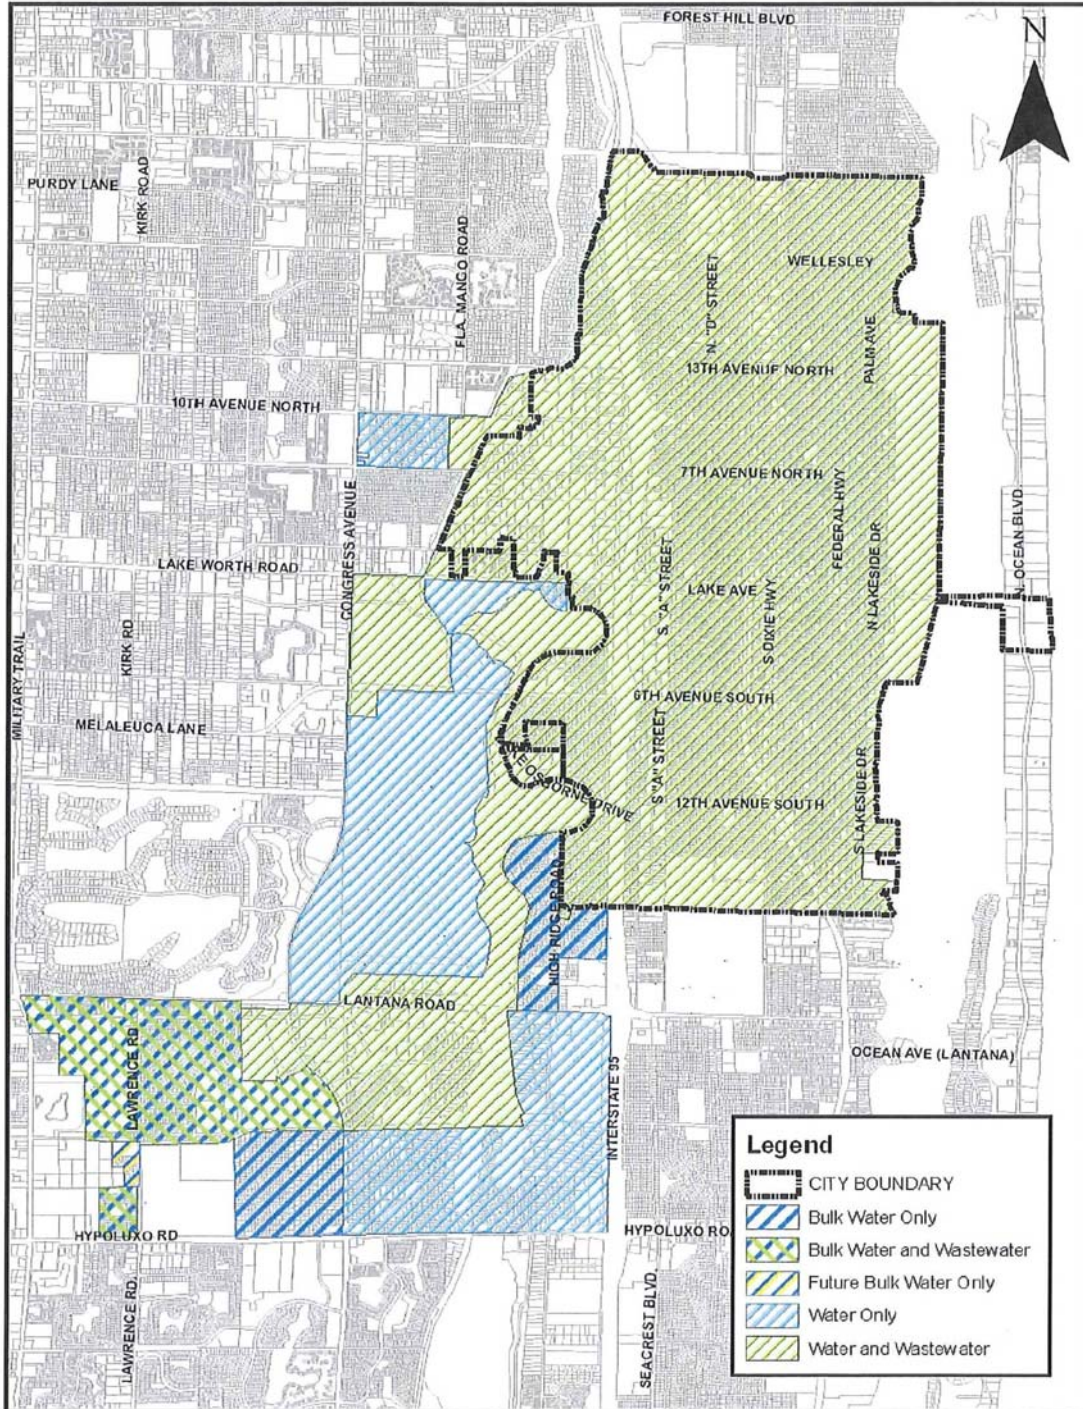 FOREST HILL BLVD
N
PURDY LANE
KIRK ROAD
FLA. MANGO ROAD
N. "D" STREET
WELLESLEY
PALM AVE
13TH AVENUE NORTH
10TH AVENUE NORTH
7TH AVENUE NORTH
FEDERAL HWY
CONGRESS AVENUE
N. OCEAN BLVD
LAKE WORTH ROAD
S. "A" STREET
LAKE AVE
S DIXIE HWY
N LAKESIDE DR
KIRK RD
MILITARY TRAIL
6TH AVENUE SOUTH
MELALEUCA LANE
S "A" STREET
OSBORNE DRIVE
12TH AVENUE SOUTH
S LAKESIDE DR
HIGH RIDGE ROAD
LANTANA ROAD
LAWRENCE RD
OCEAN AVE (LANTANA)
INTERSTATE 95
HYPOLUXO RD
HYPOLUXO RO
LAWRENCE RD.
SEACREST BLVD.
Legend
CITY BOUNDARY
Bulk Water Only
Bulk Water and Wastewater
Future Bulk Water Only
Water Only
Water and Wastewater